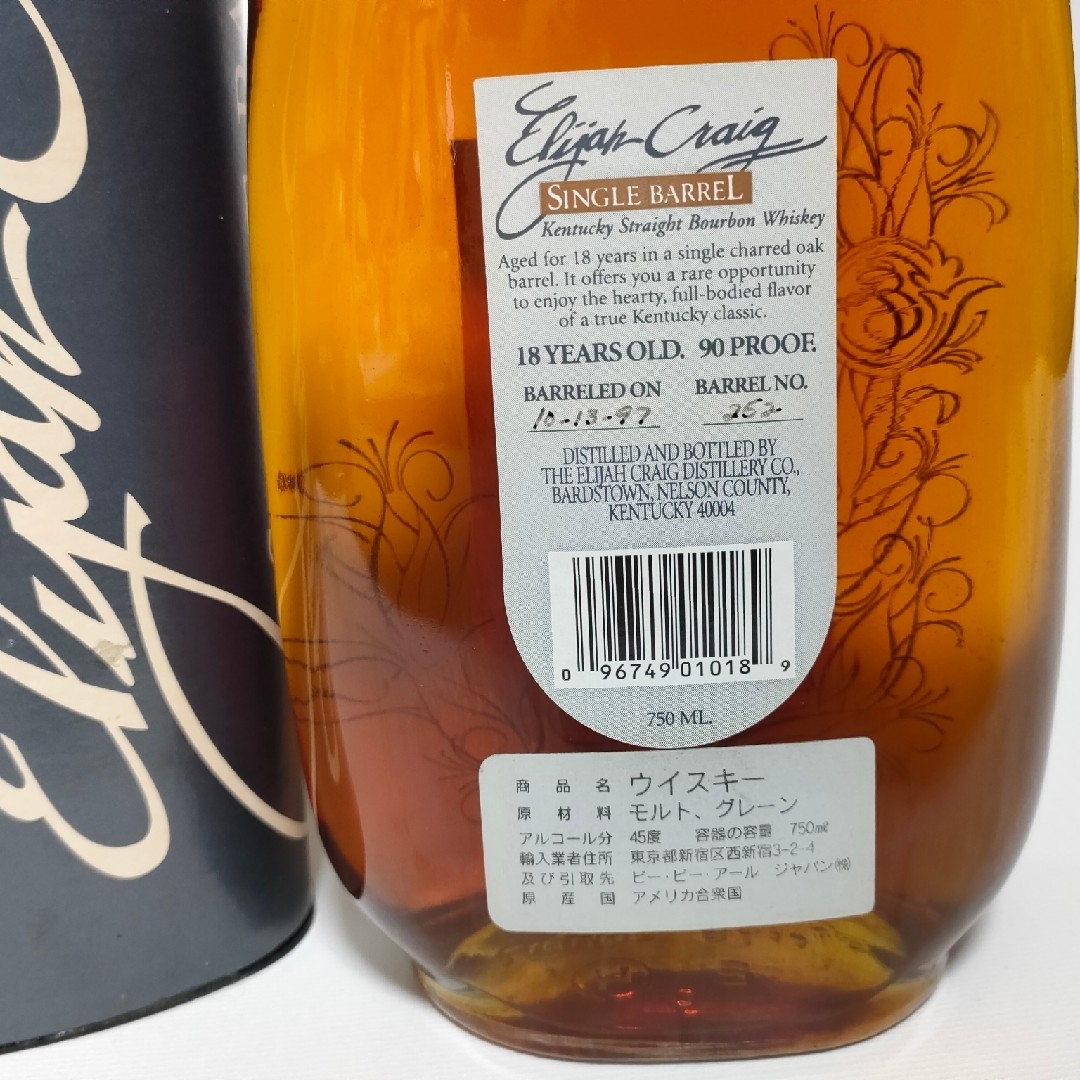 Elijah C
Elijah Craig
SINGLE BARREL
Kentucky Straight Bourbon Whiskey
Aged for 18 years in a single charred oak
barrel. It offers you a rare opportunity
to enjoy the hearty, full-bodied flavor
of a true Kentucky classic.
18 YEARS OLD. 90 PROOF.
BARRELED ON BARREL NO.
10-13-97 252
DISTILLED AND BOTTLED BY
THE ELIJAH CRAIG DISTILLERY CO.,
BARDSTOWN, NELSON COUNTY,
KENTUCKY 40004
0 96749 01018 9
750 ML.
商品名 ウイスキー
原材料 モルト、グレーン
アルコール分 45度 容器の容量 750㎖
輸入業者住所 東京都新宿区西新宿3-2-4
及び引取先 ピー・ビー・アール ジャパン㈱
原産国 アメリカ合衆国